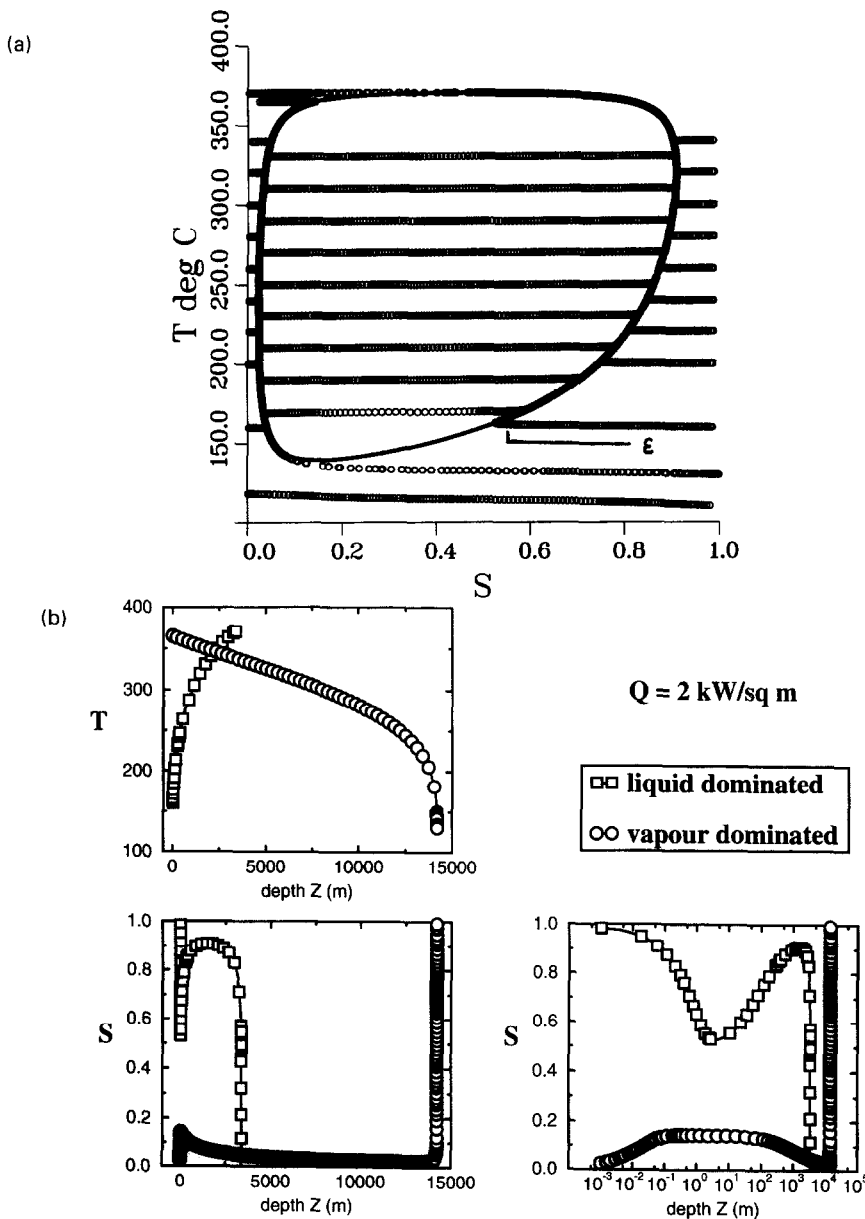 (a)
T deg C
400.0
350.0
300.0
250.0
200.0
150.0
ε
0.0 0.2 0.4 0.6 0.8 1.0
S
(b)
T
400
300
200
100
0 5000 10000 15000
depth Z (m)
Q = 2 kW/sq m
liquid dominated
vapour dominated
S
1.0
0.8
0.6
0.4
0.2
0.0
0 5000 10000 15000
depth Z (m)
S
1.0
0.8
0.6
0.4
0.2
0.0
10⁻³ 10⁻² 10⁻¹ 10⁰ 10¹ 10² 10³ 10⁴
depth Z (m)